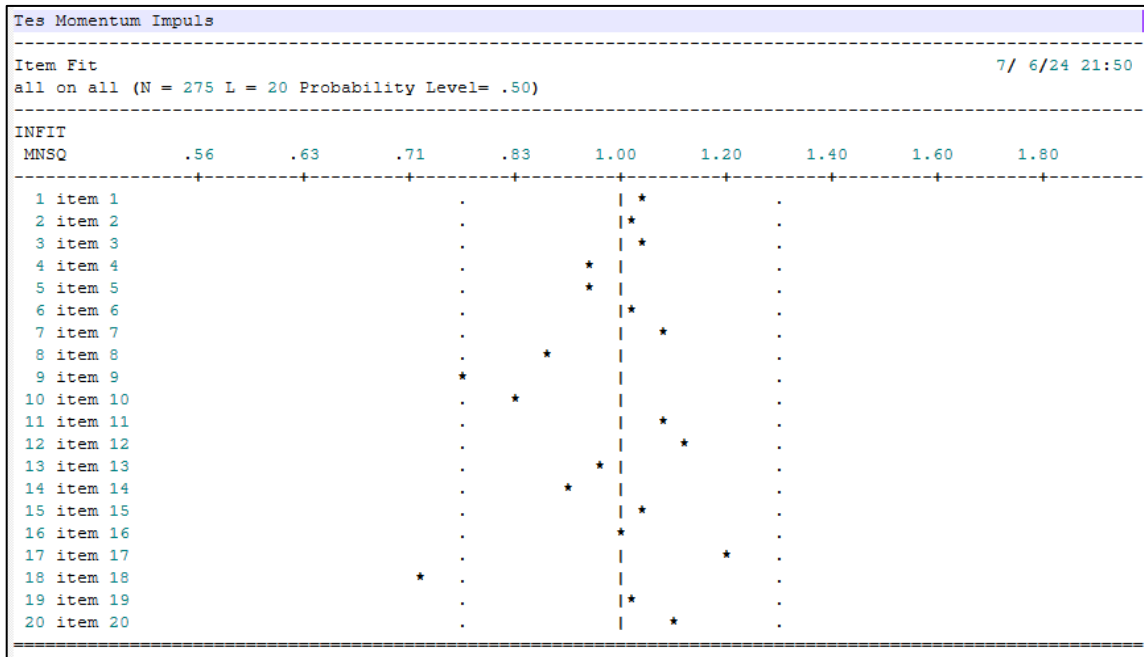 Tes Momentum Impuls
--------------------------------------------------------------------------------------------------------------
Item Fit                                                                                     7/ 6/24 21:50
all on all (N = 275 L = 20 Probability Level= .50)
--------------------------------------------------------------------------------------------------------------
INFIT
 MNSQ           .56       .63       .71       .83      1.00      1.20      1.40      1.60      1.80
-----------------+---------+---------+---------+---------+---------+---------+---------+---------+---------
  1 item 1                                .              | *            .
  2 item 2                                .              |*             .
  3 item 3                                .              | *            .
  4 item 4                                .           *  |              .
  5 item 5                                .           *  |              .
  6 item 6                                .              |*             .
  7 item 7                                .              |   *          .
  8 item 8                                .       *      |              .
  9 item 9                                *              |              .
 10 item 10                               .    *         |              .
 11 item 11                               .              |   *          .
 12 item 12                               .              |     *        .
 13 item 13                               .            * |              .
 14 item 14                               .         *    |              .
 15 item 15                               .              | *            .
 16 item 16                               .              *              .
 17 item 17                               .              |         *    .
 18 item 18                           *   .              |              .
 19 item 19                               .              |*             .
 20 item 20                               .              |    *         .
==============================================================================================================